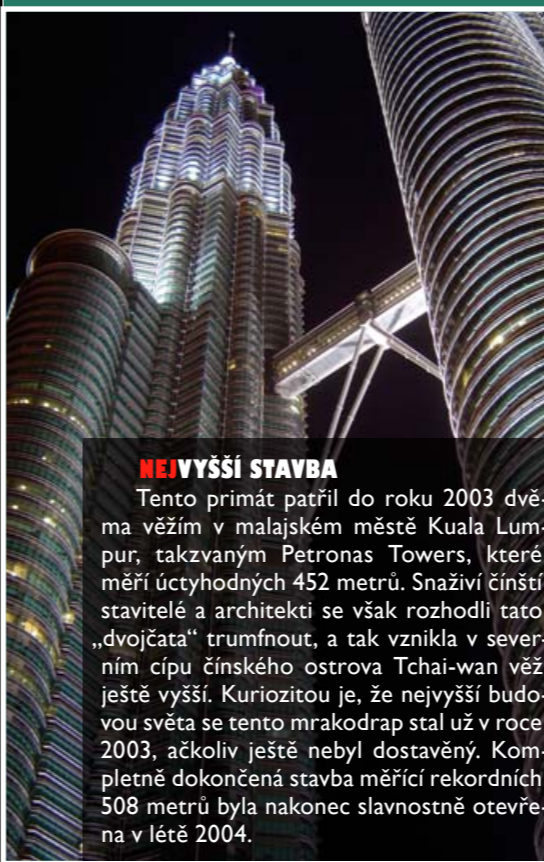 NEJVYŠŠÍ STAVBA
Tento primát patřil do roku 2003 dvě-
ma věžím v malajském městě Kuala Lum-
pur, takzvaným Petronas Towers, které
měří úctyhodných 452 metrů. Snaživí čínští
stavitelé a architekti se však rozhodli tato
„dvojčata“ trumfnout, a tak vznikla v sever-
ním cípu čínského ostrova Tchai-wan věž
ještě vyšší. Kuriozitou je, že nejvyšší budo-
vou světa se tento mrakodrap stal už v roce
2003, ačkoliv ještě nebyl dostavěný. Kom-
pletně dokončená stavba měřící rekordních
508 metrů byla nakonec slavnostně otevře-
na v létě 2004.